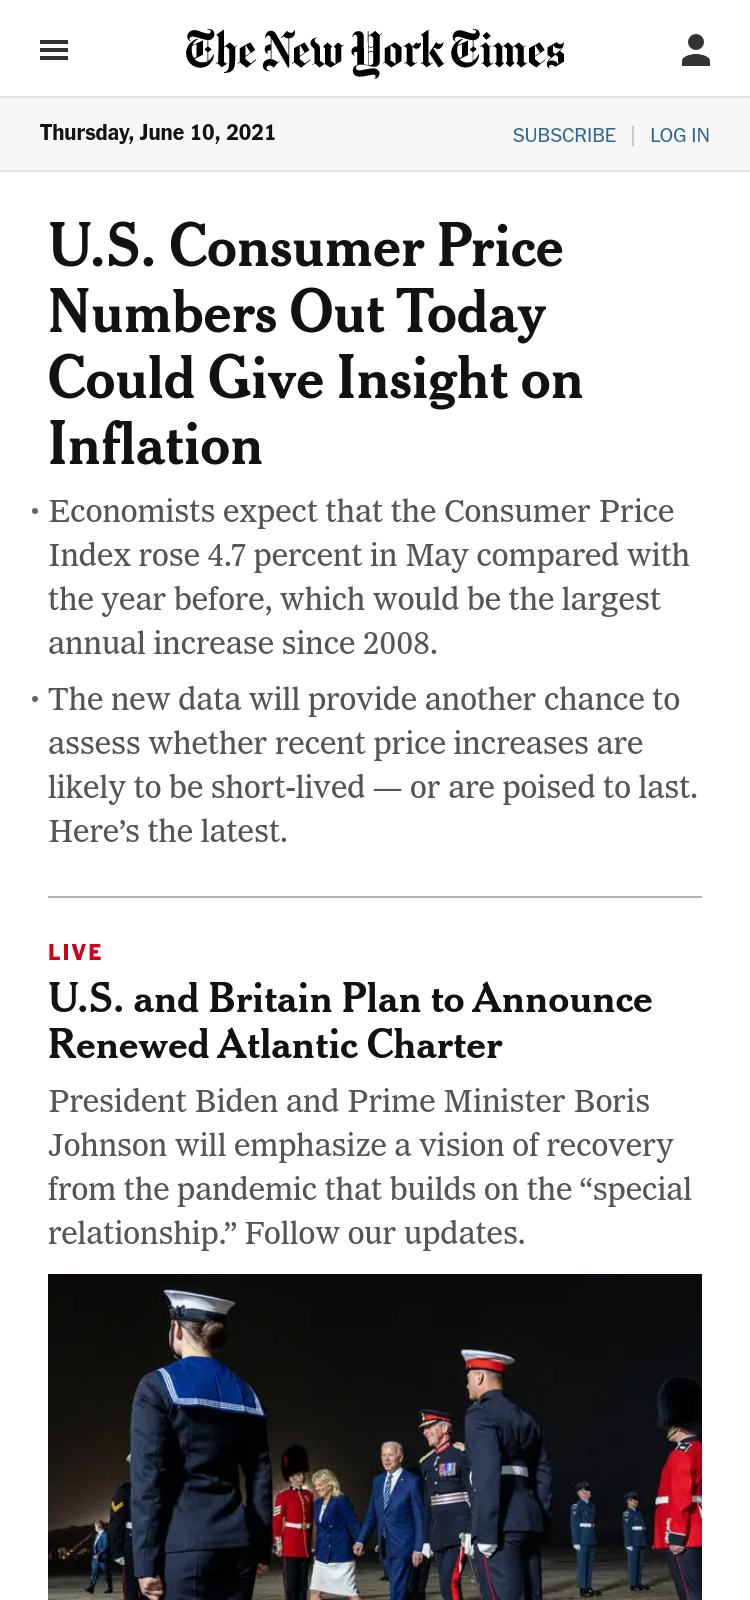 The New York Times
Thursday, June 10, 2021
SUBSCRIBE | LOG IN
U.S. Consumer Price
Numbers Out Today
Could Give Insight on
Inflation
• Economists expect that the Consumer Price
Index rose 4.7 percent in May compared with
the year before, which would be the largest
annual increase since 2008.
• The new data will provide another chance to
assess whether recent price increases are
likely to be short-lived — or are poised to last.
Here’s the latest.
LIVE
U.S. and Britain Plan to Announce
Renewed Atlantic Charter
President Biden and Prime Minister Boris
Johnson will emphasize a vision of recovery
from the pandemic that builds on the “special
relationship.” Follow our updates.